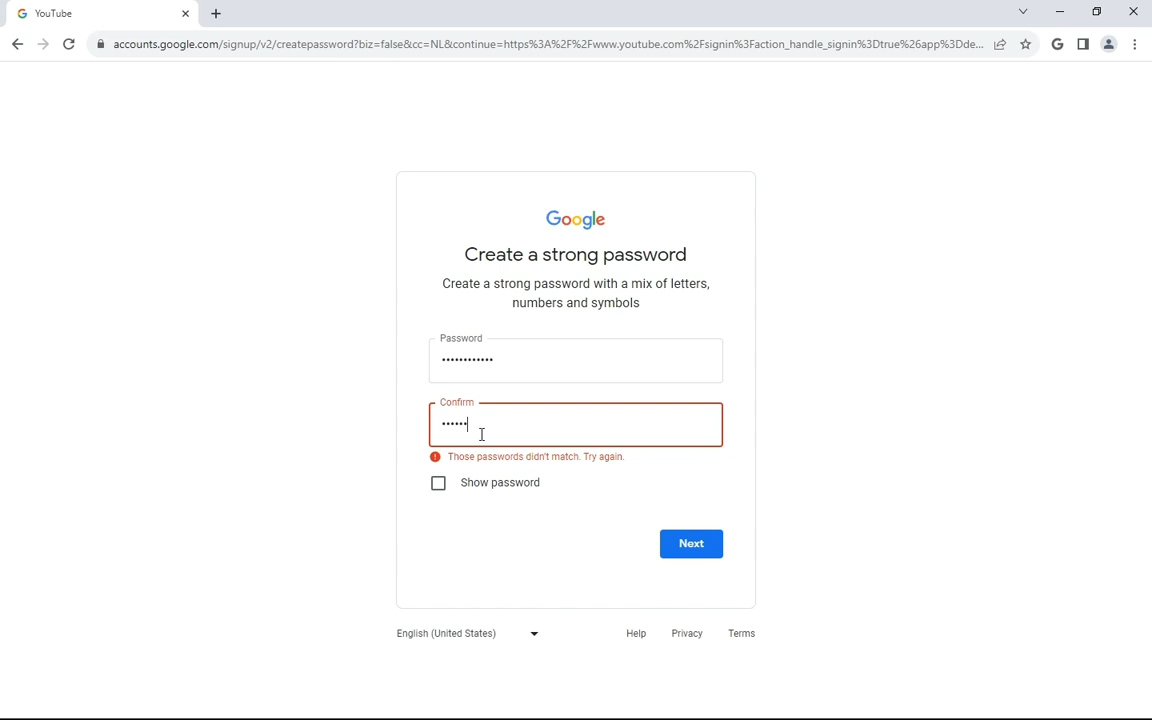 YouTube
accounts.google.com/signup/v2/createpassword?biz=false&cc=NL&continue=https%3A%2F%2Fwww.youtube.com%2Fsignin%3Faction_handle_signin%3Dtrue%26app%3Dde...
Google
Create a strong password
Create a strong password with a mix of letters,
numbers and symbols
Password
••••••••••••
Confirm
••••••
Those passwords didn't match. Try again.
Show password
Next
English (United States) Help Privacy Terms